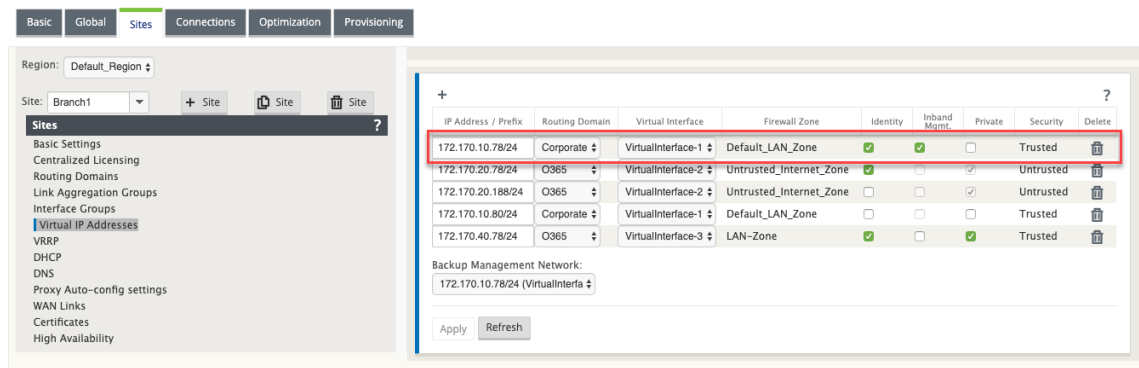 Basic Global Sites Connections Optimization Provisioning
Region: Default_Region
Site: Branch1 + Site Site Site
Sites ?
Basic Settings
Centralized Licensing
Routing Domains
Link Aggregation Groups
Interface Groups
Virtual IP Addresses
VRRP
DHCP
DNS
Proxy Auto-config settings
WAN Links
Certificates
High Availability
+ ?
IP Address / Prefix Routing Domain Virtual Interface Firewall Zone Identity Inband Mgmt. Private Security Delete
172.170.10.78/24 Corporate VirtualInterface-1 Default_LAN_Zone Trusted
172.170.20.78/24 O365 VirtualInterface-2 Untrusted_Internet_Zone Untrusted
172.170.20.188/24 O365 VirtualInterface-2 Untrusted_Internet_Zone Untrusted
172.170.10.80/24 Corporate VirtualInterface-1 Default_LAN_Zone Trusted
172.170.40.78/24 O365 VirtualInterface-3 LAN-Zone Trusted
Backup Management Network:
172.170.10.78/24 (VirtualInterfa
Apply Refresh